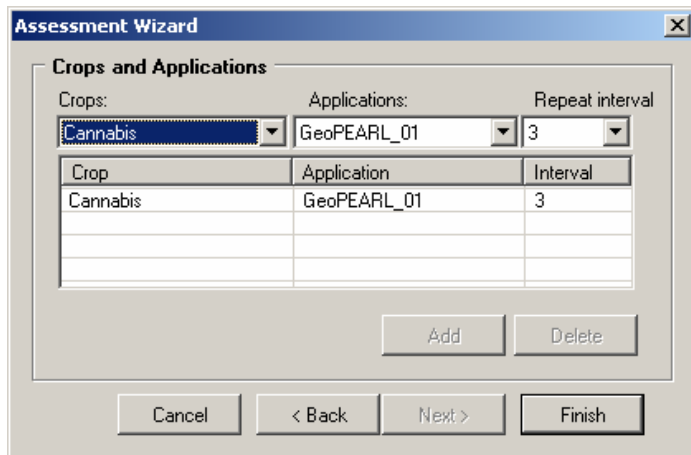 Assessment Wizard
Crops and Applications
Crops: Applications: Repeat interval
Cannabis GeoPEARL_01 3
Crop Application Interval
Cannabis GeoPEARL_01 3
Add Delete
Cancel < Back Next > Finish